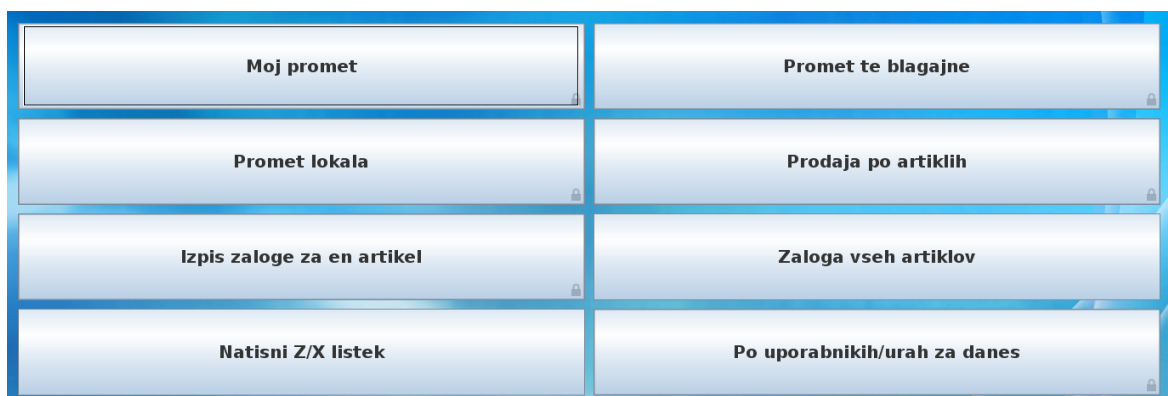 Moj promet
Promet te blagajne
Promet lokala
Prodaja po artiklih
Izpis zaloge za en artikel
Zaloga vseh artiklov
Natisni Z/X listek
Po uporabnikih/urah za danes